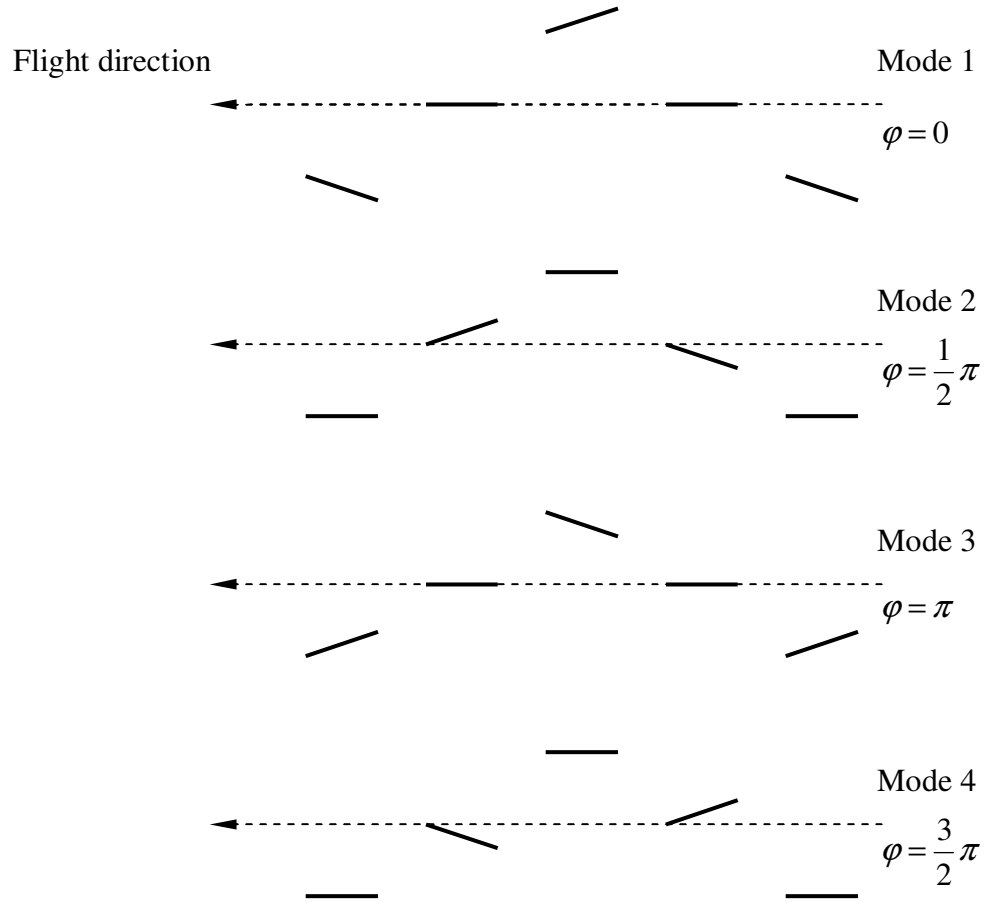 Flight direction
Mode 1
φ = 0
Mode 2
φ = 1/2 π
Mode 3
φ = π
Mode 4
φ = 3/2 π